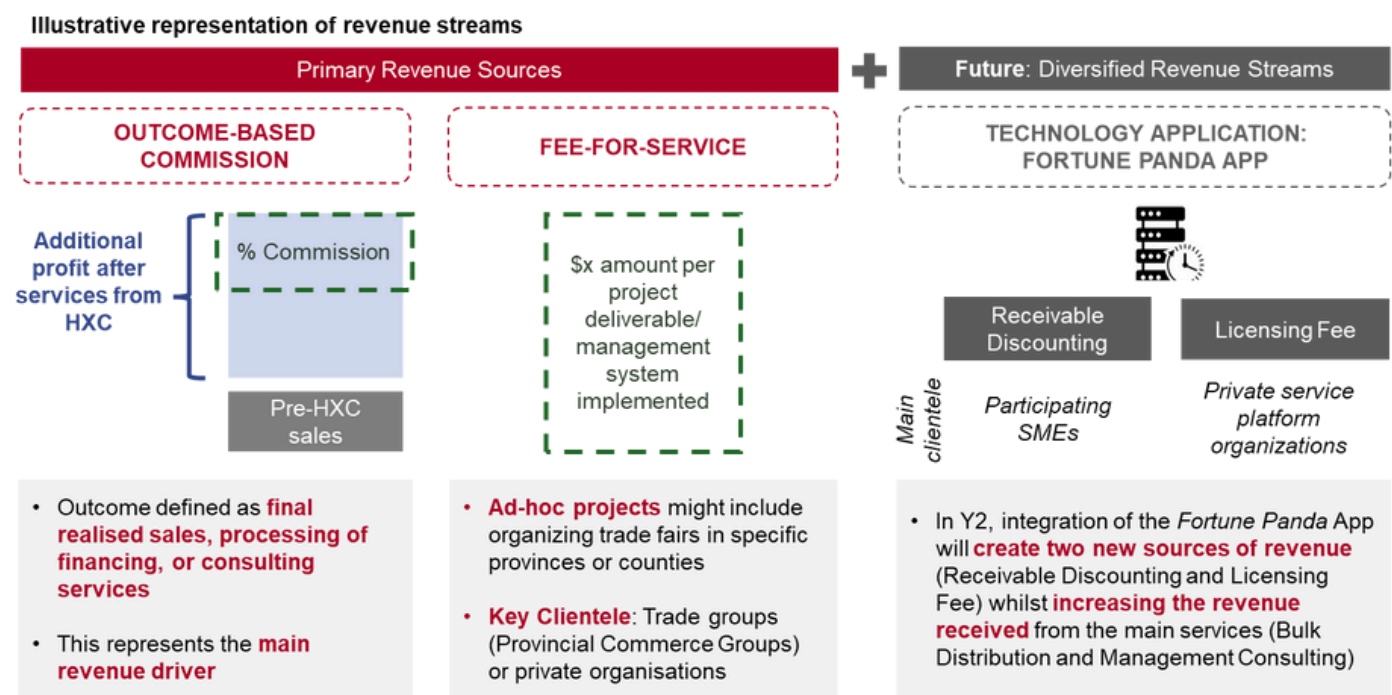 Illustrative representation of revenue streams
Primary Revenue Sources
Future: Diversified Revenue Streams
OUTCOME-BASED
COMMISSION
FEE-FOR-SERVICE
TECHNOLOGY APPLICATION:
FORTUNE PANDA APP
Additional
profit after
services from
HXC
% Commission
Pre-HXC
sales
$x amount per
project
deliverable/
management
system
implemented
Receivable
Discounting
Licensing Fee
Main
clientele
Participating
SMEs
Private service
platform
organizations
• Outcome defined as final
realised sales, processing of
financing, or consulting
services
• This represents the main
revenue driver
• Ad-hoc projects might include
organizing trade fairs in specific
provinces or counties
• Key Clientele: Trade groups
(Provincial Commerce Groups)
or private organisations
• In Y2, integration of the Fortune Panda App
will create two new sources of revenue
(Receivable Discounting and Licensing
Fee) whilst increasing the revenue
received from the main services (Bulk
Distribution and Management Consulting)